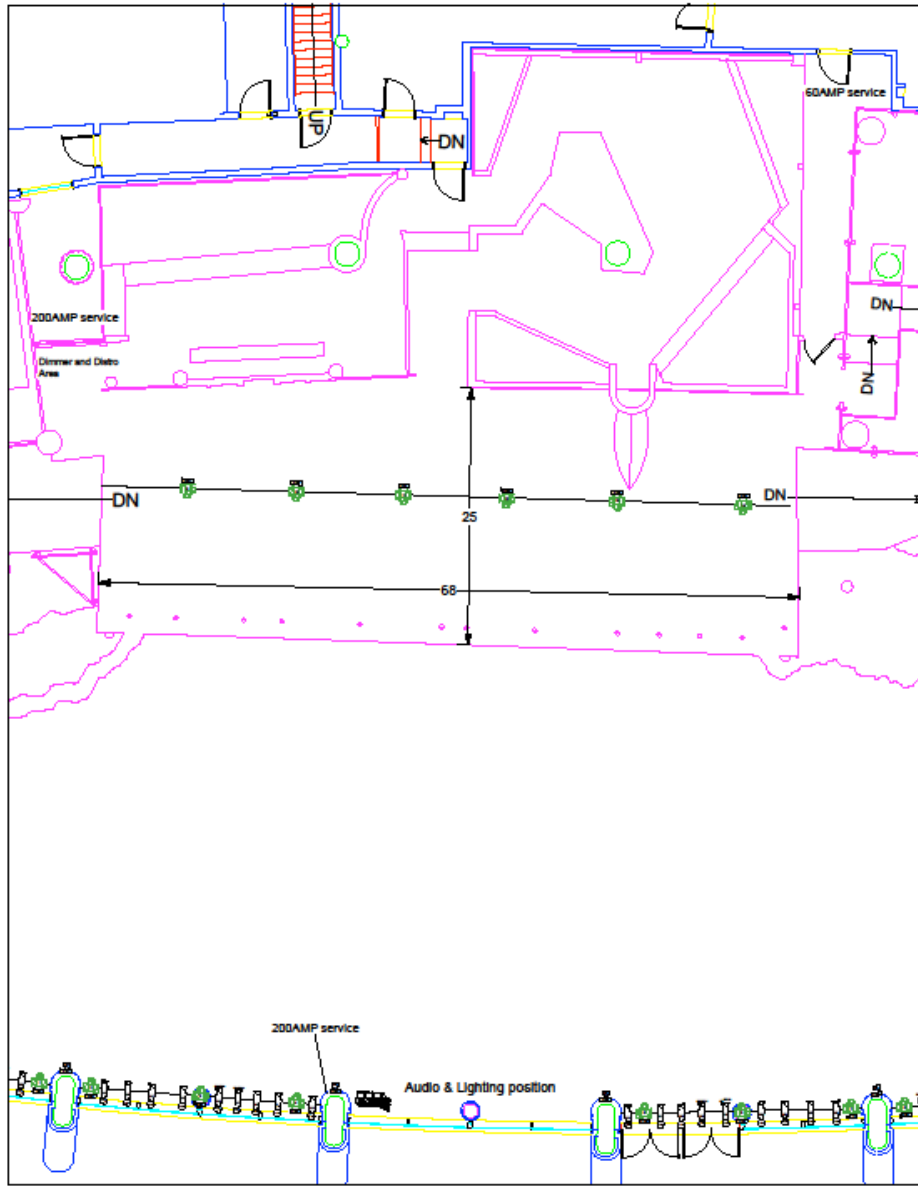 60AMP service
UP
DN
200AMP service
DN
Dimmer and Distro
Area
DN
DN
DN
25
68
200AMP service
Audio & Lighting position